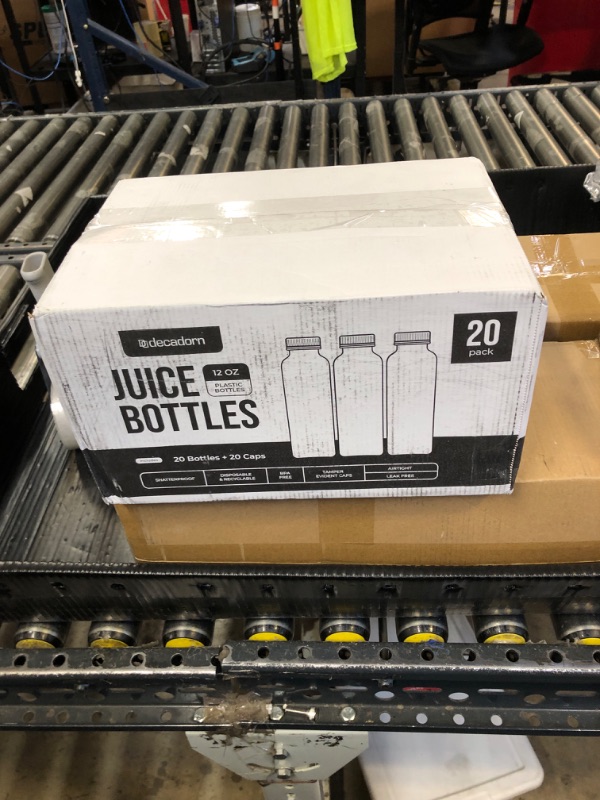 decadorn
JUICE
BOTTLES
12 OZ
PLASTIC
BOTTLES
20
pack
20 Bottles + 20 Caps
SHATTERPROOF
DISPOSABLE
& RECYCLABLE
BPA
FREE
TAMPER
EVIDENT CAPS
AIRTIGHT
LEAK FREE